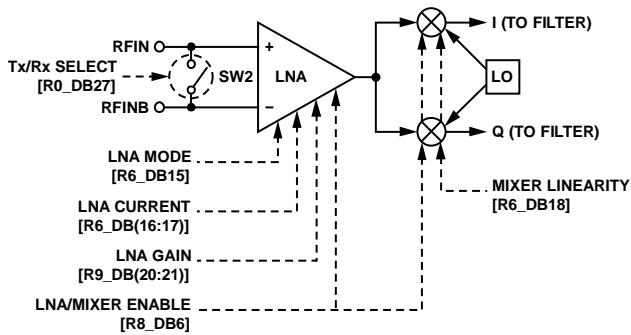 RFIN
I (TO FILTER)
Tx/Rx SELECT
[R0_DB27]
SW2
+
LNA
–
LO
RFINB
Q (TO FILTER)
LNA MODE
[R6_DB15]
MIXER LINEARITY
[R6_DB18]
LNA CURRENT
[R6_DB(16:17)]
LNA GAIN
[R9_DB(20:21)]
LNA/MIXER ENABLE
[R8_DB6]